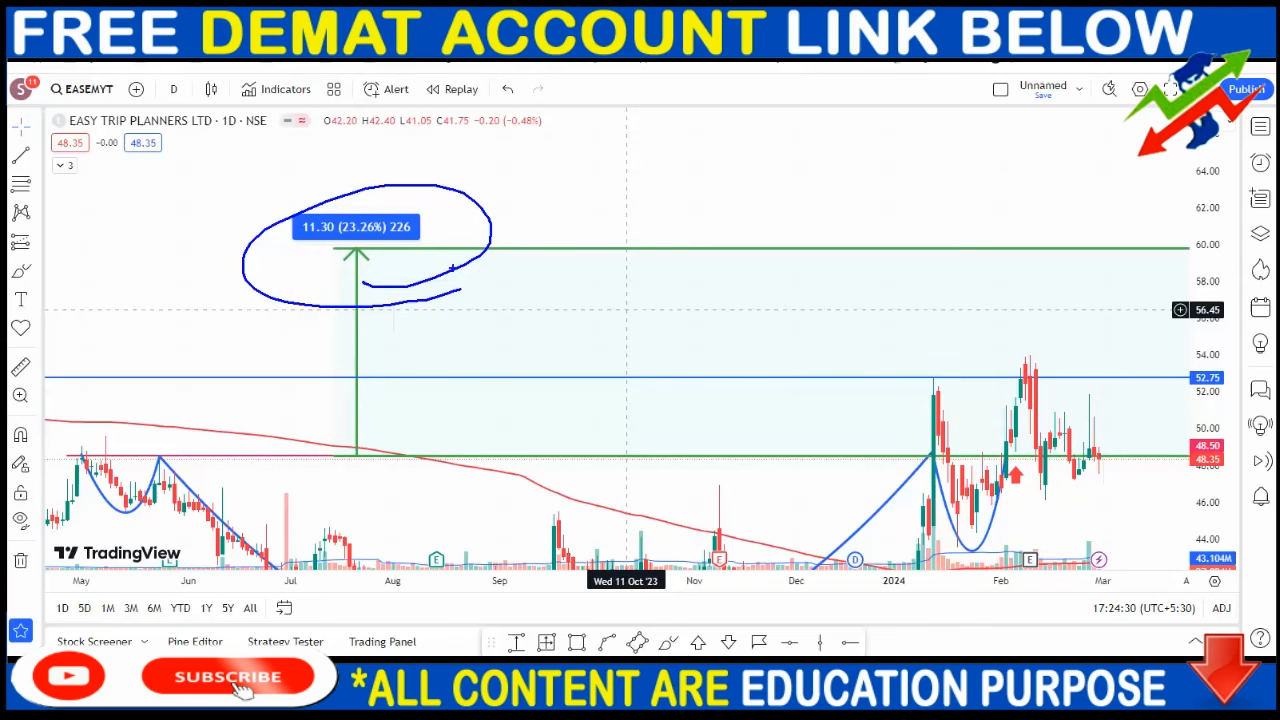 FREE DEMAT ACCOUNT LINK BELOW
S 11 EASEMYT D Indicators Alert Replay Unnamed Save Publish
EASY TRIP PLANNERS LTD · 1D · NSE O42.20 H42.40 L41.05 C41.75 -0.20 (-0.48%)
48.35 -0.00 48.35
3
64.00
62.00
11.30 (23.26%) 226
60.00
58.00
56.45
54.00
52.75
52.00
50.00
48.50
48.35
46.00
44.00
TradingView
E E E D E
43.104M
May Jun Jul Aug Sep Wed 11 Oct '23 Nov Dec 2024 Feb Mar A
1D 5D 1M 3M 6M YTD 1Y 5Y All 17:24:30 (UTC+5:30) ADJ
Stock Screener Pine Editor Strategy Tester Trading Panel
SUBSCRIBE
*ALL CONTENT ARE EDUCATION PURPOSE